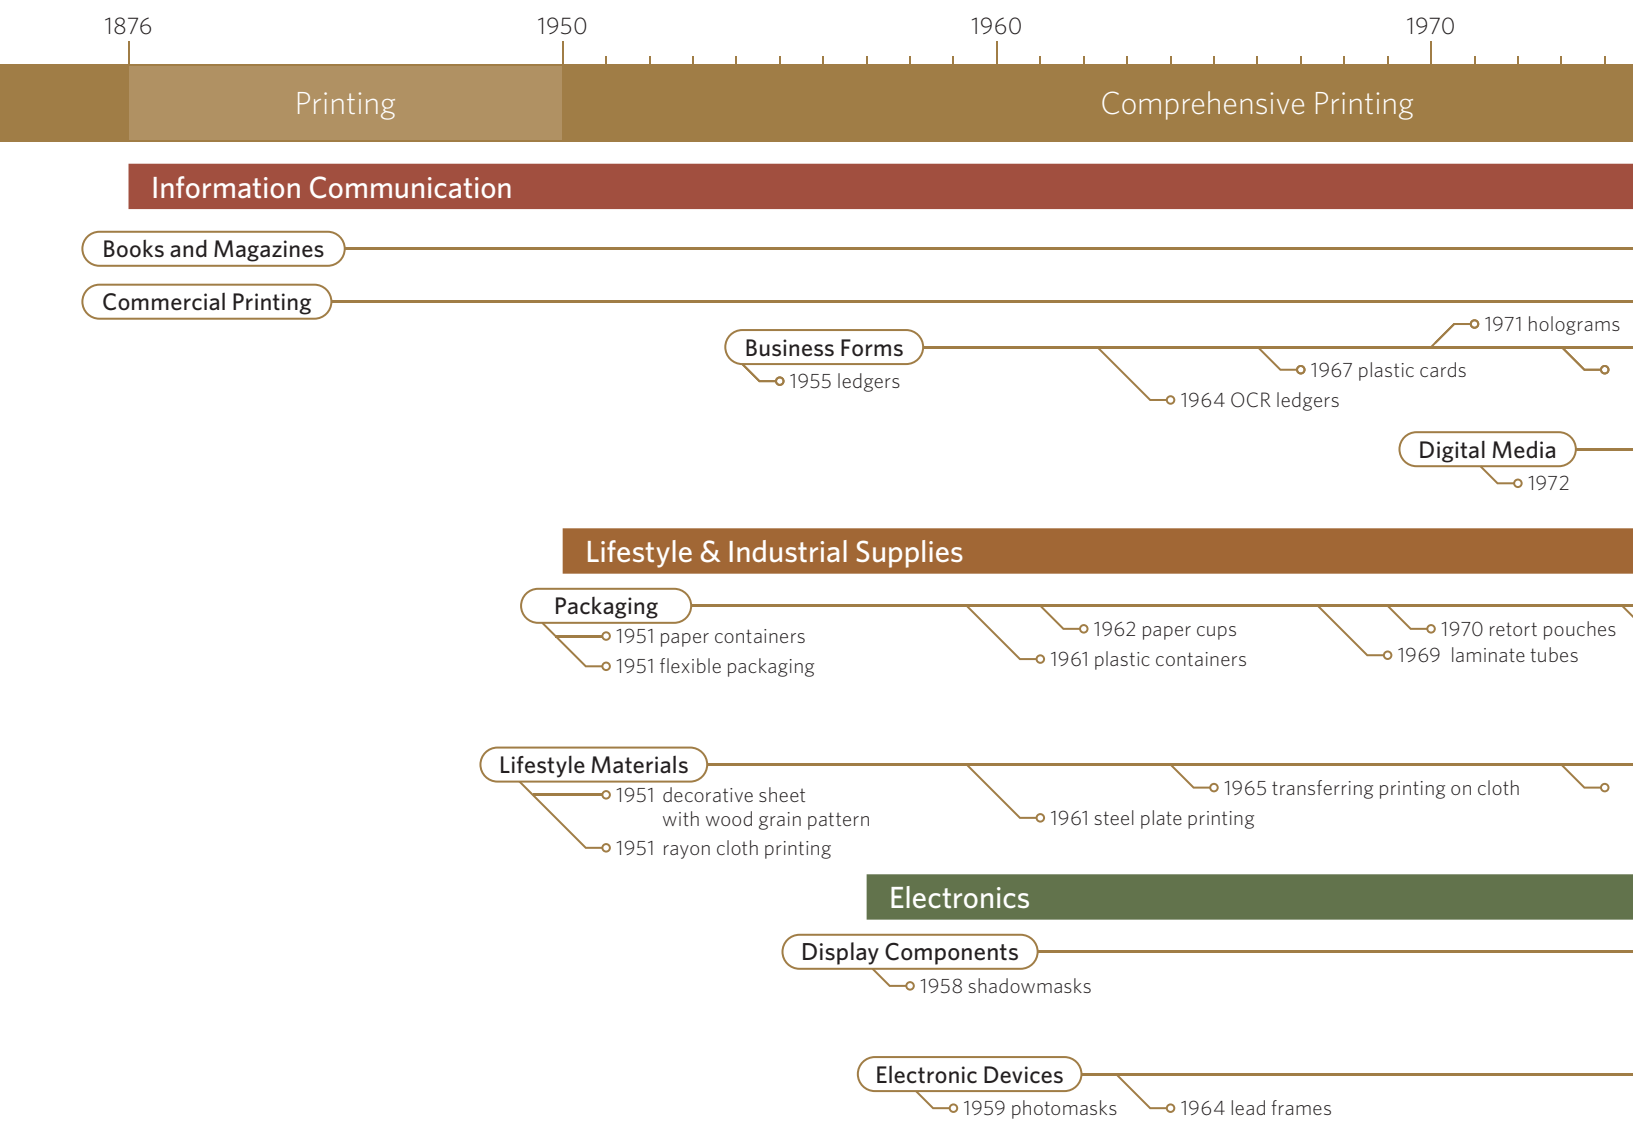 1876
1950
1960
1970
Printing
Comprehensive Printing
Information Communication
Books and Magazines
Commercial Printing
1971 holograms
Business Forms
1967 plastic cards
1955 ledgers
1964 OCR ledgers
Digital Media
1972
Lifestyle & Industrial Supplies
Packaging
1951 paper containers
1962 paper cups
1970 retort pouches
1951 flexible packaging
1961 plastic containers
1969 laminate tubes
Lifestyle Materials
1951 decorative sheet
with wood grain pattern
1965 transferring printing on cloth
1961 steel plate printing
1951 rayon cloth printing
Electronics
Display Components
1958 shadowmasks
Electronic Devices
1959 photomasks
1964 lead frames